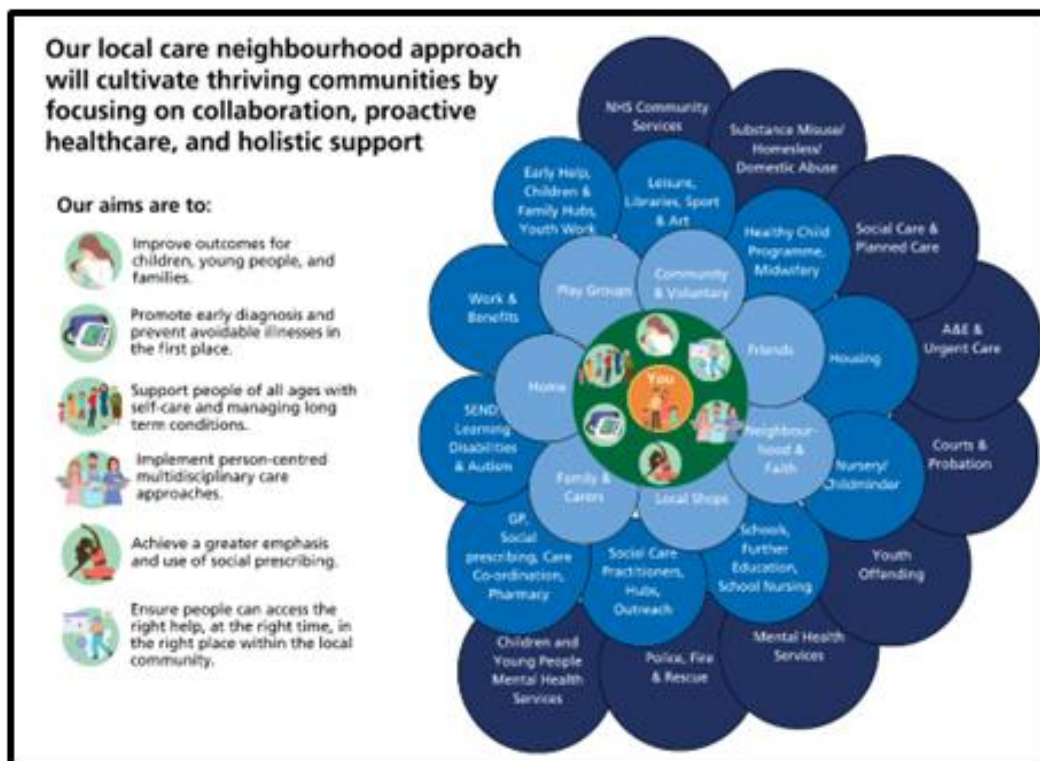 Our local care neighbourhood approach
will cultivate thriving communities by
focusing on collaboration, proactive
healthcare, and holistic support
Our aims are to:
Improve outcomes for
children, young people, and
families.
Promote early diagnosis and
prevent avoidable illnesses in
the first place.
Support people of all ages with
self-care and managing long
term conditions.
Implement person-centred
multidisciplinary care
approaches.
Achieve a greater emphasis
and use of social prescribing.
Ensure people can access the
right help, at the right time, in
the right place within the local
community.
NHS Community
Services
Substance Misuse/
Homeless/
Domestic Abuse
Early Help,
Children &
Family Hubs,
Youth Work
Leisure,
Libraries, Sport
& Art
Healthy Child
Programme,
Midwifery
Social Care &
Planned Care
Work &
Benefits
Play Groups
Community
& Voluntary
A&E &
Urgent Care
Home
Friends
Housing
You
SEND,
Learning
Disabilities
& Autism
Family &
Carers
Local Shops
Neighbour-
hood &
Faith
Nursery/
Childminder
Courts &
Probation
GP,
Social
prescribing, Care
Co-ordination,
Pharmacy
Social Care
Practitioners,
Hubs,
Outreach
Schools,
Further
Education,
School Nursing
Youth
Offending
Children and
Young People
Mental Health
Services
Police, Fire
& Rescue
Mental Health
Services